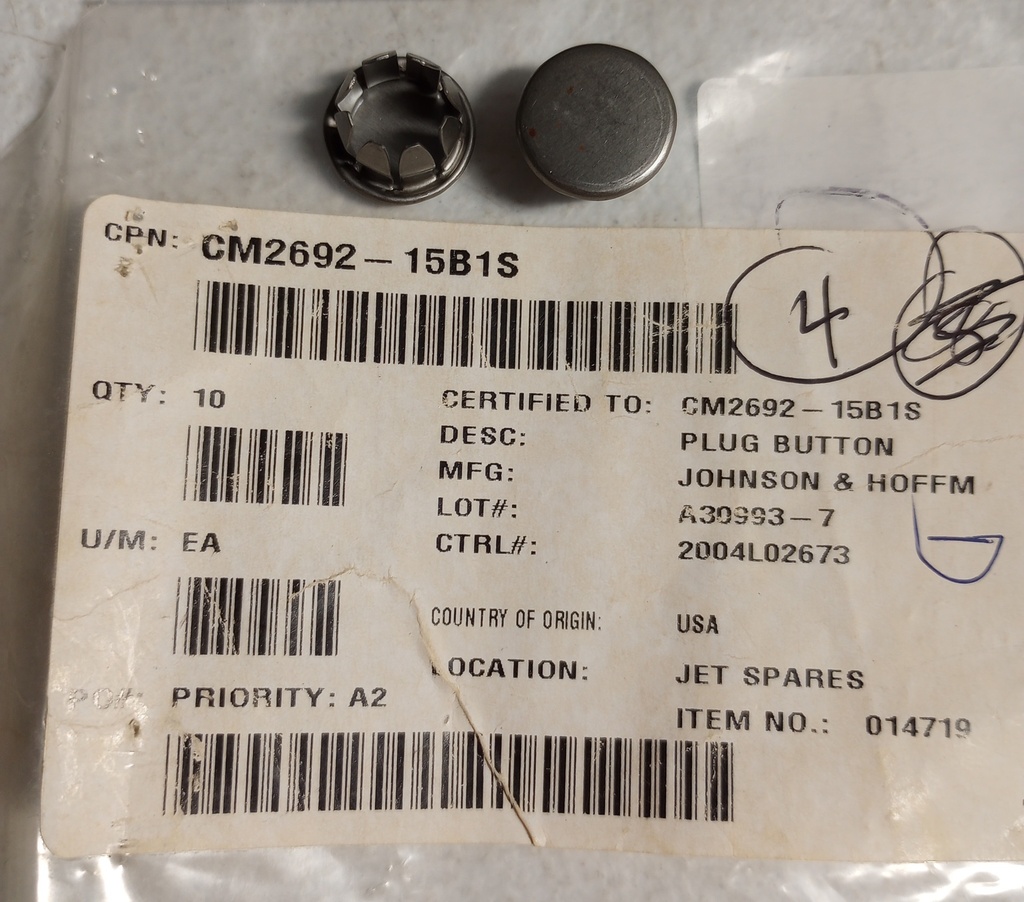 CPN: CM2692-15B1S
4
QTY: 10
CERTIFIED TO: CM2692-15B1S
DESC: PLUG BUTTON
MFG: JOHNSON & HOFFM
LOT#: A30993-7
U/M: EA
CTRL#: 2004L02673
COUNTRY OF ORIGIN: USA
LOCATION: JET SPARES
PO#: PRIORITY: A2
ITEM NO.: 014719